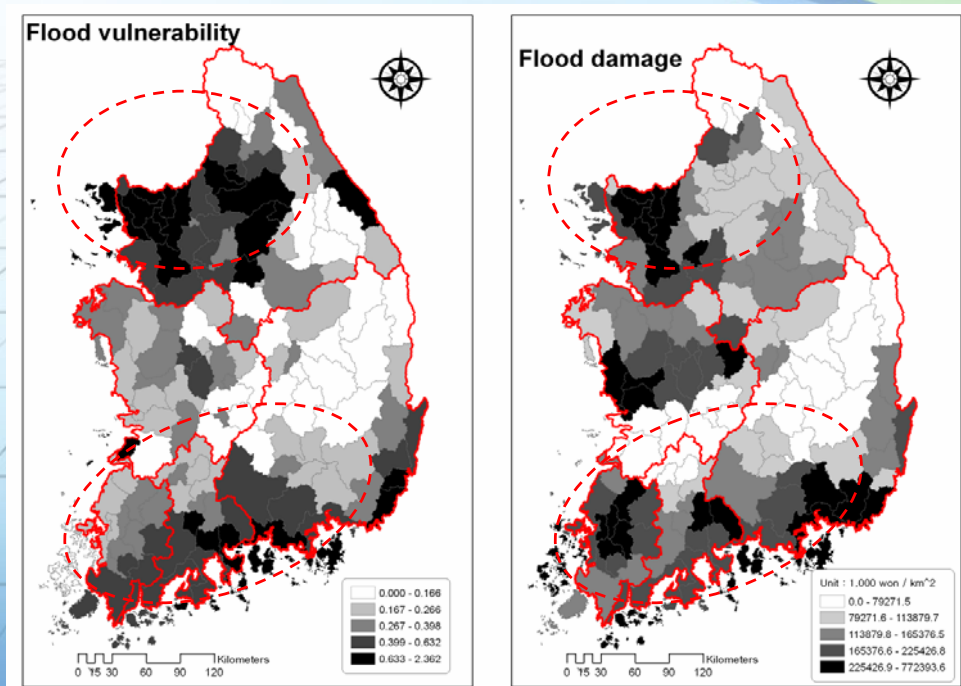 Flood vulnerability
0.000 - 0.166
0.167 - 0.266
0.267 - 0.398
0.399 - 0.632
0.633 - 2.362
Kilometers
0 15 30 60 90 120
Flood damage
Unit : 1.000 won / km^2
0.0 - 79271.5
79271.6 - 113879.7
113879.8 - 165376.5
165376.6 - 225426.8
225426.9 - 772393.6
Kilometers
0 15 30 60 90 120